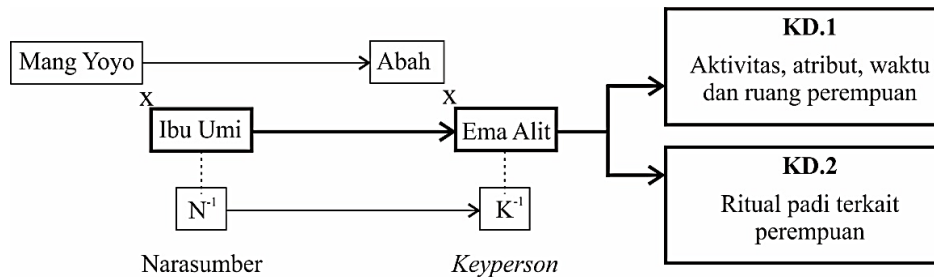 KD.1
Aktivitas, atribut, waktu
dan ruang perempuan
Mang Yoyo
Abah
x
x
Ibu Umi
Ema Alit
KD.2
Ritual padi terkait
perempuan
N⁻¹
K⁻¹
Narasumber
Keyperson